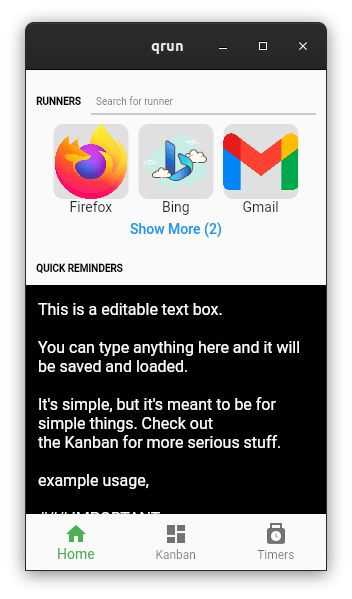 qrun
RUNNERS Search for runner
Firefox Bing Gmail
Show More (2)
QUICK REMINDERS
This is a editable text box.
You can type anything here and it will
be saved and loaded.
It's simple, but it's meant to be for
simple things. Check out
the Kanban for more serious stuff.
example usage,
###IMPORTANT
Home Kanban Timers